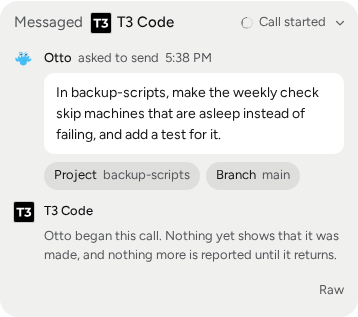 Messaged T3 T3 Code Call started
Otto asked to send 5:38 PM
In backup-scripts, make the weekly check
skip machines that are asleep instead of
failing, and add a test for it.
Project backup-scripts Branch main
T3 T3 Code
Otto began this call. Nothing yet shows that it was
made, and nothing more is reported until it returns.
Raw